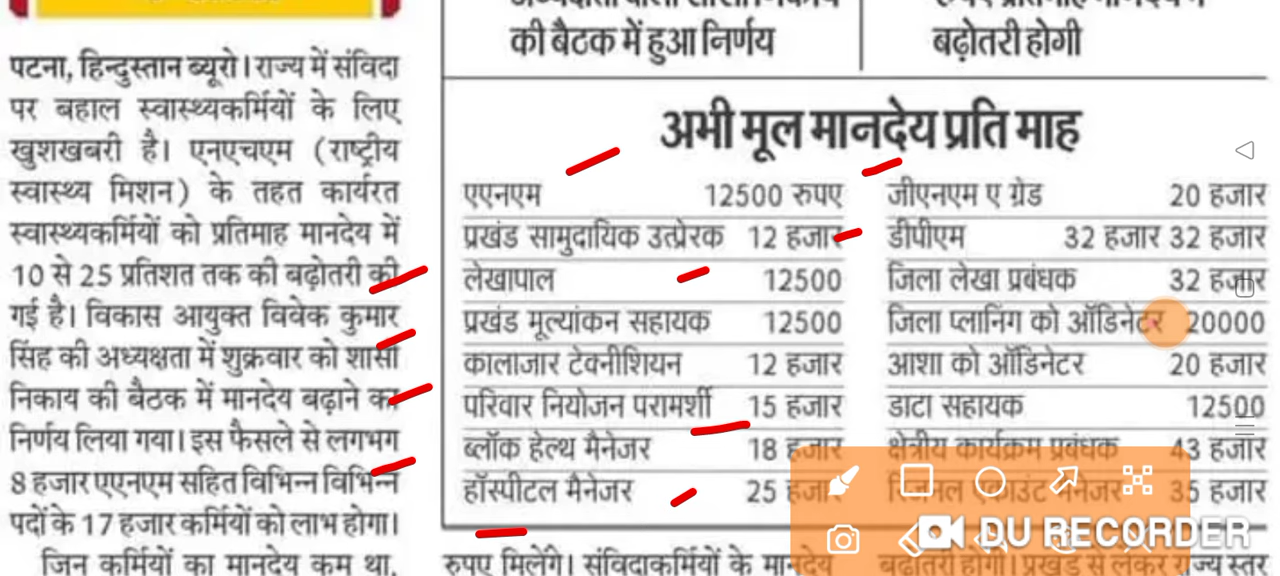 पटना, हिन्दुस्तान ब्यूरो। राज्य में संविदा
पर बहाल स्वास्थ्यकर्मियों के लिए
खुशखबरी है। एनएचएम (राष्ट्रीय
स्वास्थ्य मिशन) के तहत कार्यरत
स्वास्थ्यकर्मियों को प्रतिमाह मानदेय में
10 से 25 प्रतिशत तक की बढ़ोतरी की
गई है। विकास आयुक्त विवेक कुमार
सिंह की अध्यक्षता में शुक्रवार को शासी
निकाय की बैठक में मानदेय बढ़ाने का
निर्णय लिया गया। इस फैसले से लगभग
8 हजार एएनएम सहित विभिन्न विभिन्न
पदों के 17 हजार कर्मियों को लाभ होगा।
जिन कर्मियों का मानदेय कम था,
की बैठक में हुआ निर्णय
बढ़ोतरी होगी
अभी मूल मानदेय प्रति माह
एएनएम 12500 रुपए
प्रखंड सामुदायिक उत्प्रेरक 12 हजार
लेखापाल 12500
प्रखंड मूल्यांकन सहायक 12500
कालाजार टेक्नीशियन 12 हजार
परिवार नियोजन परामर्शी 15 हजार
ब्लॉक हेल्थ मैनेजर 18 हजार
हॉस्पीटल मैनेजर 25 हजार
जीएनएम ए ग्रेड 20 हजार
डीपीएम 32 हजार 32 हजार
जिला लेखा प्रबंधक 32 हजार
जिला प्लानिंग को ऑडिनेटर 20000
आशा को ऑडिनेटर 20 हजार
डाटा सहायक 12500
क्षेत्रीय कार्यक्रम प्रबंधक 43 हजार
रिजनल एकाउंट मैनेजर 35 हजार
रुपए मिलेंगे। संविदाकर्मियों के मानदेय
बढ़ोतरी होगी। प्रखंड से लेकर राज्य स्तर
DU RECORDER